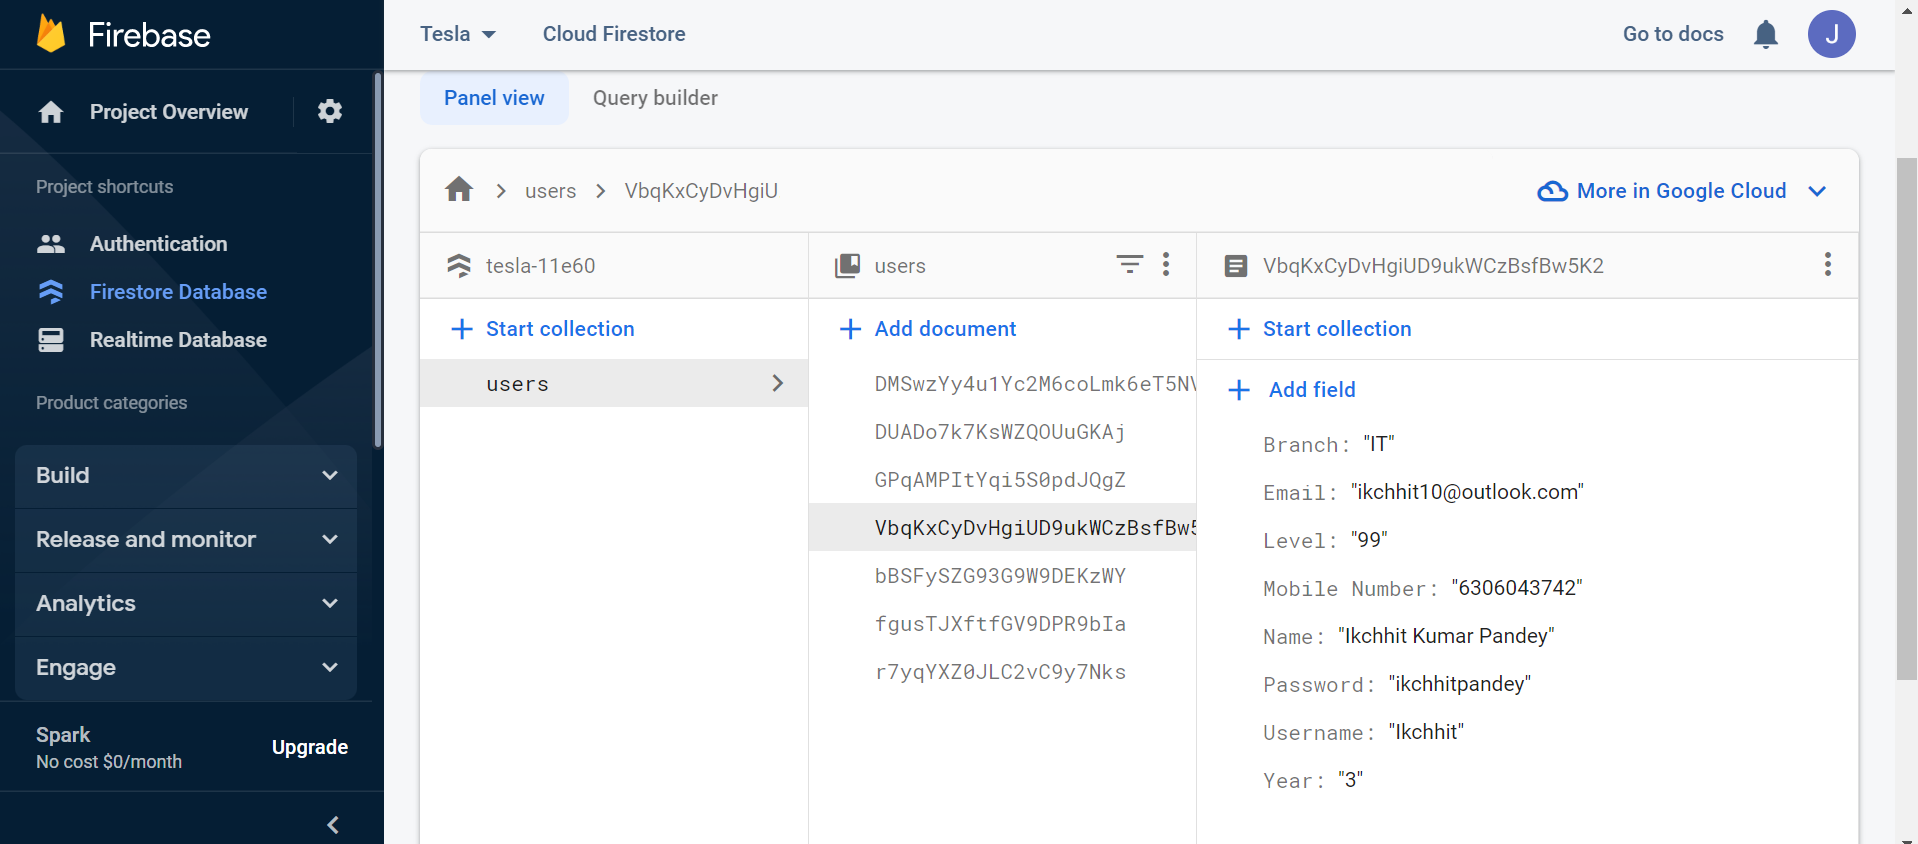 Firebase
Project Overview
Project shortcuts
Authentication
Firestore Database
Realtime Database
Product categories
Build
Release and monitor
Analytics
Engage
Spark
No cost $0/month
Upgrade
Tesla
Cloud Firestore
Go to docs
J
Panel view
Query builder
users
VbqKxCyDvHgiU
More in Google Cloud
tesla-11e60
Start collection
users
users
Add document
DMSwzYy4u1Yc2M6coLmk6eT5NV
DUADo7k7KsWZQOUuGKAj
GPqAMPItYqi5S0pdJQgZ
VbqKxCyDvHgiUD9ukWCzBsfBw5
bBSFySZG93G9W9DEKzWY
fgusTJXftfGV9DPR9bIa
r7yqYXZ0JLC2vC9y7Nks
VbqKxCyDvHgiUD9ukWCzBsfBw5K2
Start collection
Add field
Branch: "IT"
Email: "ikchhit10@outlook.com"
Level: "99"
Mobile Number: "6306043742"
Name: "Ikchhit Kumar Pandey"
Password: "ikchhitpandey"
Username: "Ikchhit"
Year: "3"